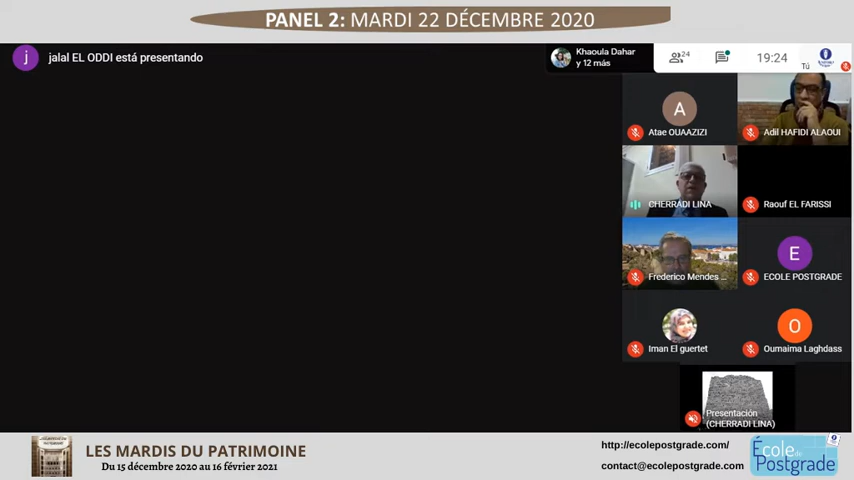 PANEL 2: MARDI 22 DÉCEMBRE 2020
j
jalal EL ODDI está presentando
Khaoula Dahar
y 12 más
24
19:24
Tú
A
Atae OUAAZIZI
Adil HAFIDI ALAOUI
CHERRADI LINA
Raouf EL FARISSI
Frederico Mendes ...
E
ECOLE POSTGRADE
Iman El guertet
O
Oumaima Laghdass
Presentación
(CHERRADI LINA)
LES MARDIS DU PATRIMOINE
Du 15 décembre 2020 au 16 février 2021
http://ecolepostgrade.com/
contact@ecolepostgrade.com
École
de Postgrade